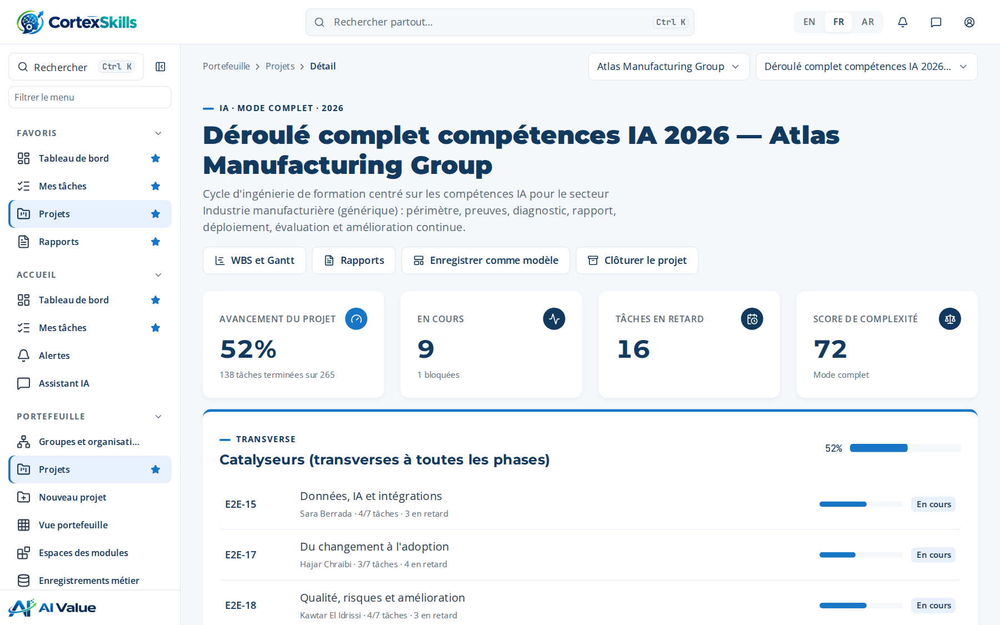 CortexSkills
Rechercher partout...
Ctrl K
EN
FR
AR
Rechercher
Ctrl K
Filtrer le menu
FAVORIS
Tableau de bord
Mes tâches
Projets
Rapports
ACCUEIL
Tableau de bord
Mes tâches
Alertes
Assistant IA
PORTEFEUILLE
Groupes et organisati...
Projets
Nouveau projet
Vue portefeuille
Espaces des modules
Enregistrements métier
AI Value
Portefeuille > Projets > Détail
Atlas Manufacturing Group
Déroulé complet compétences IA 2026...
IA · MODE COMPLET · 2026
Déroulé complet compétences IA 2026 — Atlas
Manufacturing Group
Cycle d'ingénierie de formation centré sur les compétences IA pour le secteur
Industrie manufacturière (générique) : périmètre, preuves, diagnostic, rapport,
déploiement, évaluation et amélioration continue.
WBS et Gantt
Rapports
Enregistrer comme modèle
Clôturer le projet
AVANCEMENT DU PROJET
52%
138 tâches terminées sur 265
EN COURS
9
1 bloquées
TÂCHES EN RETARD
16
SCORE DE COMPLEXITÉ
72
Mode complet
TRANSVERSE
Catalyseurs (transverses à toutes les phases)
52%
E2E-15
Données, IA et intégrations
Sara Berrada · 4/7 tâches · 3 en retard
En cours
E2E-17
Du changement à l'adoption
Hajar Chraibi · 3/7 tâches · 4 en retard
En cours
E2E-18
Qualité, risques et amélioration
Kawtar El Idrissi · 4/7 tâches · 3 en retard
En cours